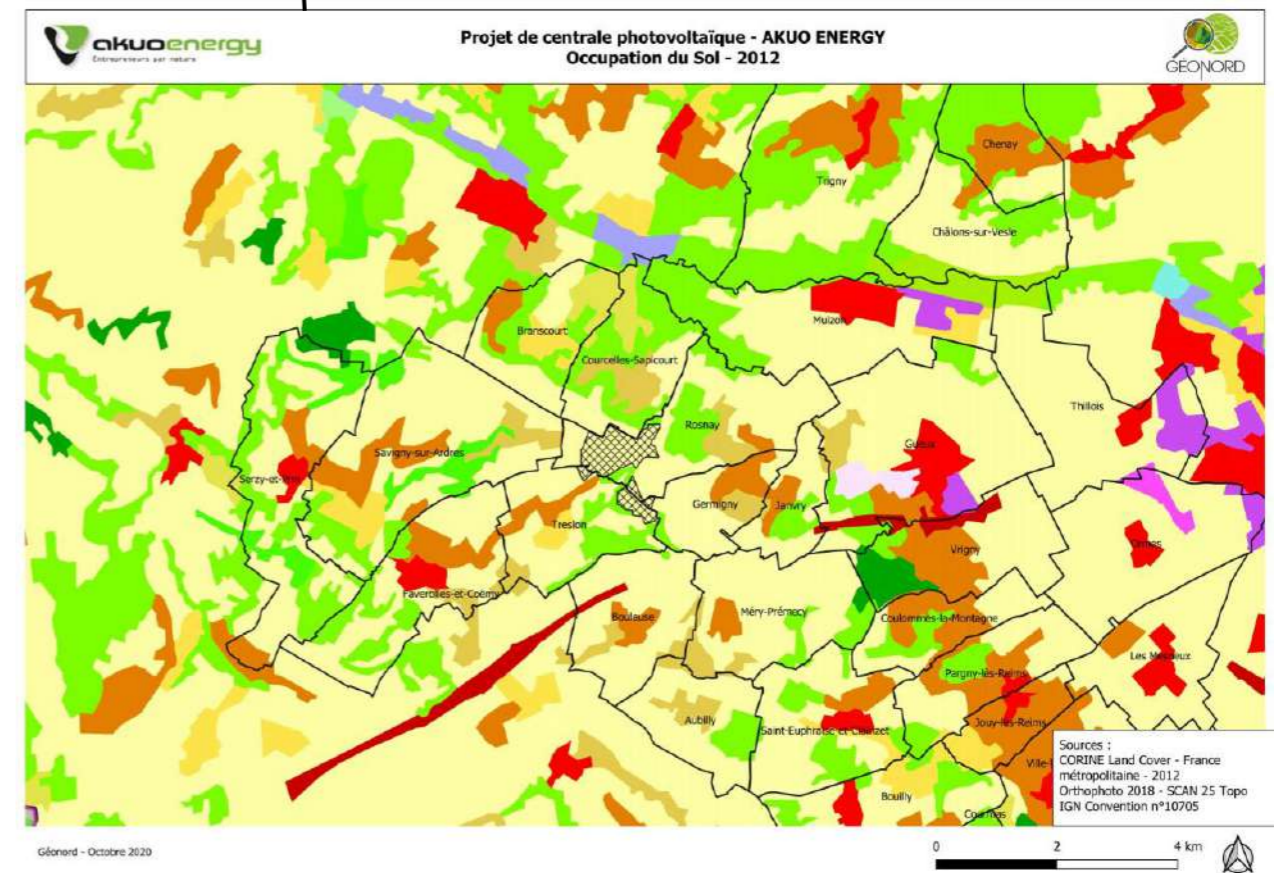 akuoenergy
Entrepreneurs par nature
Projet de centrale photovoltaïque - AKUO ENERGY
Occupation du Sol - 2012
GÉONORD
Chenay
Trigny
Châlons-sur-Vesle
Muizon
Branscourt
Courcelles-Sapicourt
Thillois
Rosnay
Gueux
Savigny-sur-Ardres
Serzy-et-Prin
Germigny
Janvry
Treslon
Vrigny
Ormes
Faverolles-et-Coëmy
Bouleuse
Méry-Prémecy
Coulommes-la-Montagne
Les Mesneux
Pargny-lès-Reims
Aubilly
Jouy-lès-Reims
Saint-Euphraise-et-Clairizet
Ville-
Bouilly
Courmas
Sources :
CORINE Land Cover - France
métropolitaine - 2012
Orthophoto 2018 - SCAN 25 Topo
IGN Convention n°10705
Géonord - Octobre 2020
0 2 4 km